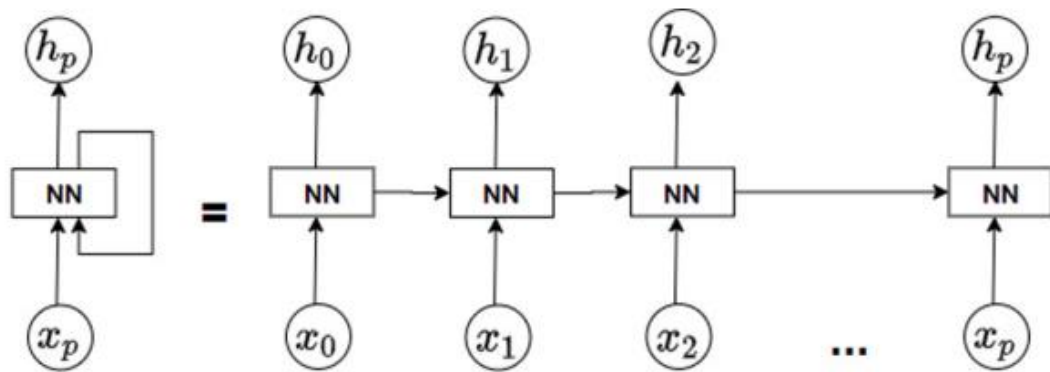 h_p h_0 h_1 h_2 h_p
NN = NN NN NN NN
x_p x_0 x_1 x_2 ... x_p